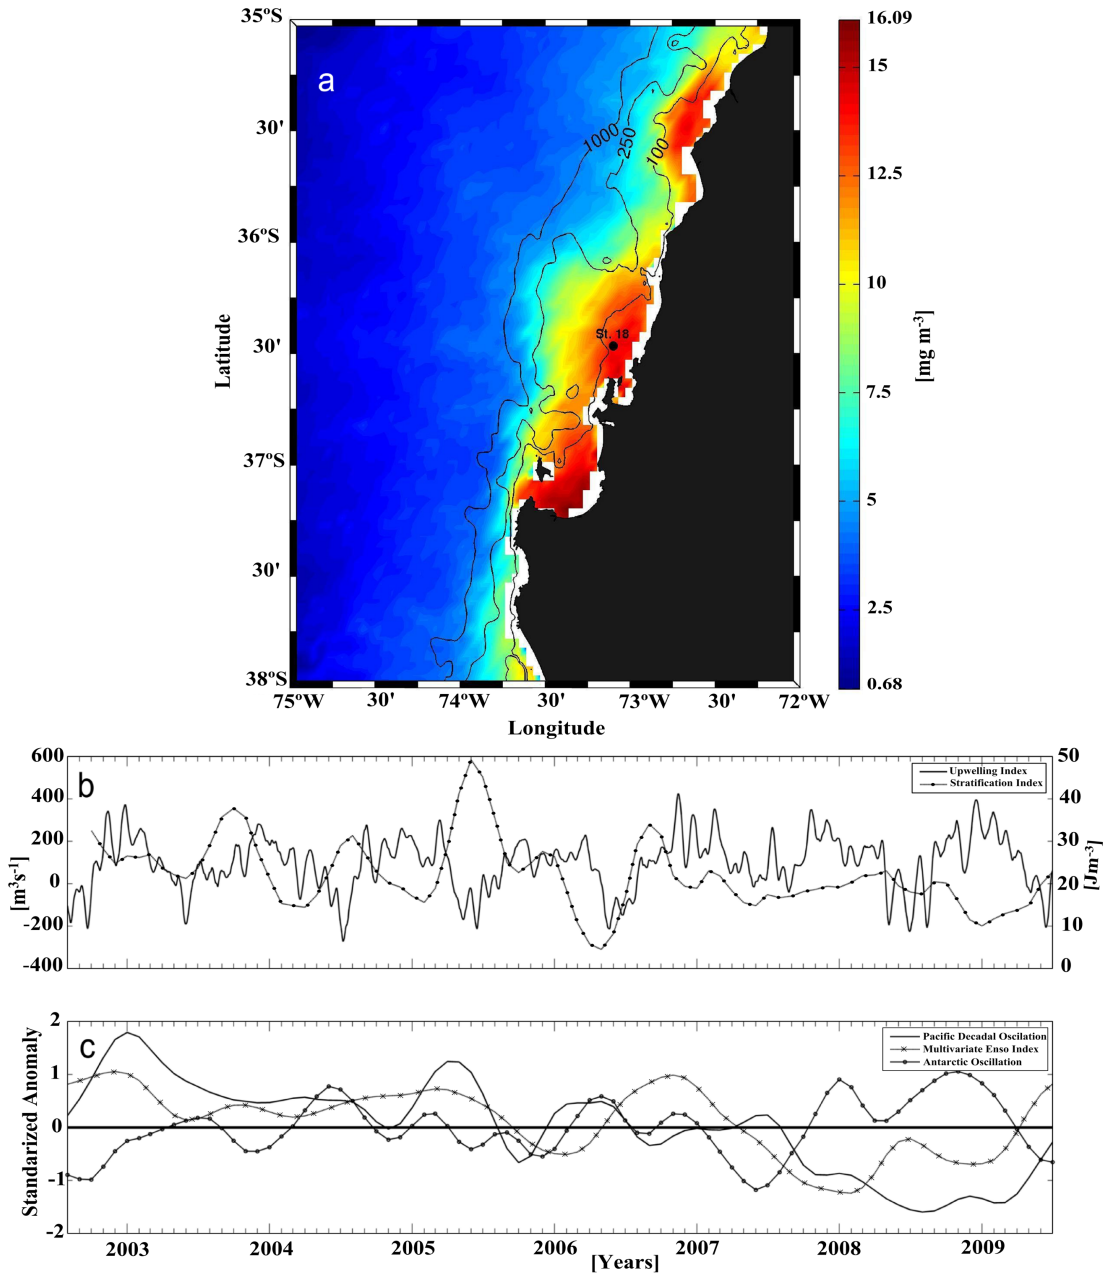 a
35ºS
30'
36ºS
30'
37ºS
30'
38ºS
Latitude
1000
250
100
St. 18
75ºW
30'
74ºW
30'
73ºW
30'
72ºW
Longitude
16.09
15
12.5
10
7.5
5
2.5
0.68
[mg m-3]
b
600
400
200
0
-200
-400
[m3s-1]
Upwelling Index
Stratification Index
50
40
30
20
10
0
[Jm-3]
c
2
1
0
-1
-2
Standarized Anomaly
Pacific Decadal Oscilation
Multivariate Enso Index
Antarctic Oscillation
2003 2004 2005 2006 2007 2008 2009
[Years]